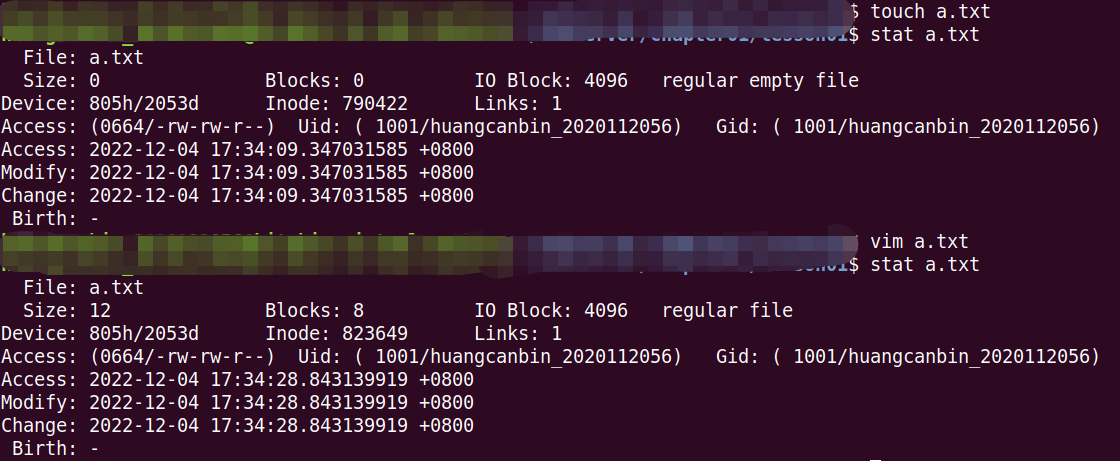 $ touch a.txt
$ stat a.txt
  File: a.txt
  Size: 0               Blocks: 0          IO Block: 4096   regular empty file
Device: 805h/2053d      Inode: 790422      Links: 1
Access: (0664/-rw-rw-r--)  Uid: ( 1001/huangcanbin_2020112056)   Gid: ( 1001/huangcanbin_2020112056)
Access: 2022-12-04 17:34:09.347031585 +0800
Modify: 2022-12-04 17:34:09.347031585 +0800
Change: 2022-12-04 17:34:09.347031585 +0800
 Birth: -
vim a.txt
$ stat a.txt
  File: a.txt
  Size: 12              Blocks: 8          IO Block: 4096   regular file
Device: 805h/2053d      Inode: 823649      Links: 1
Access: (0664/-rw-rw-r--)  Uid: ( 1001/huangcanbin_2020112056)   Gid: ( 1001/huangcanbin_2020112056)
Access: 2022-12-04 17:34:28.843139919 +0800
Modify: 2022-12-04 17:34:28.843139919 +0800
Change: 2022-12-04 17:34:28.843139919 +0800
 Birth: -